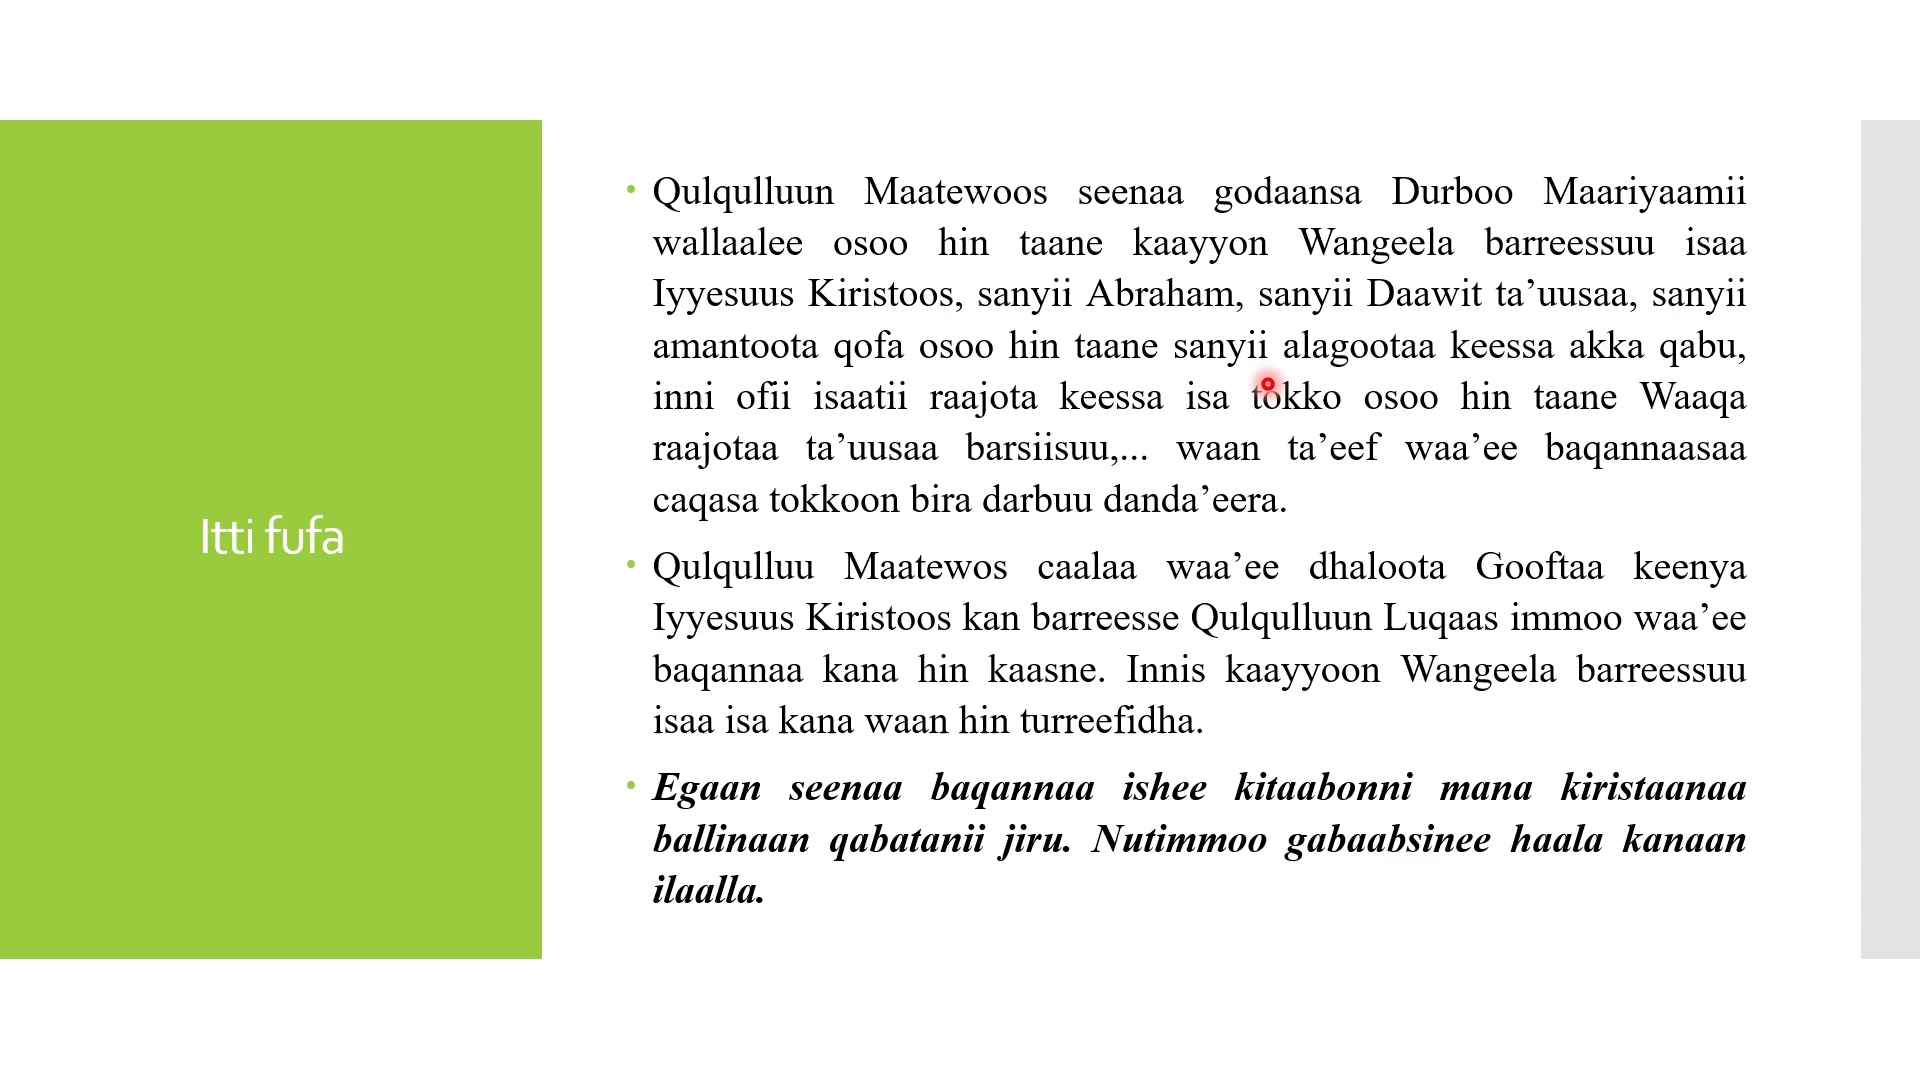 Itti fufa
• Qulqulluun Maatewoos seenaa godaansa Durboo Maariyaamii
wallaalee osoo hin taane kaayyon Wangeela barreessuu isaa
Iyyesuus Kiristoos, sanyii Abraham, sanyii Daawit ta’uusaa, sanyii
amantoota qofa osoo hin taane sanyii alagootaa keessa akka qabu,
inni ofii isaatii raajota keessa isa tokko osoo hin taane Waaqa
raajotaa ta’uusaa barsiisuu,... waan ta’eef waa’ee baqannaasaa
caqasa tokkoon bira darbuu danda’eera.
• Qulqulluu Maatewos caalaa waa’ee dhaloota Gooftaa keenya
Iyyesuus Kiristoos kan barreesse Qulqulluun Luqaas immoo waa’ee
baqannaa kana hin kaasne. Innis kaayyoon Wangeela barreessuu
isaa isa kana waan hin turreefidha.
• Egaan seenaa baqannaa ishee kitaabonni mana kiristaanaa
ballinaan qabatanii jiru. Nutimmoo gabaabsinee haala kanaan
ilaalla.